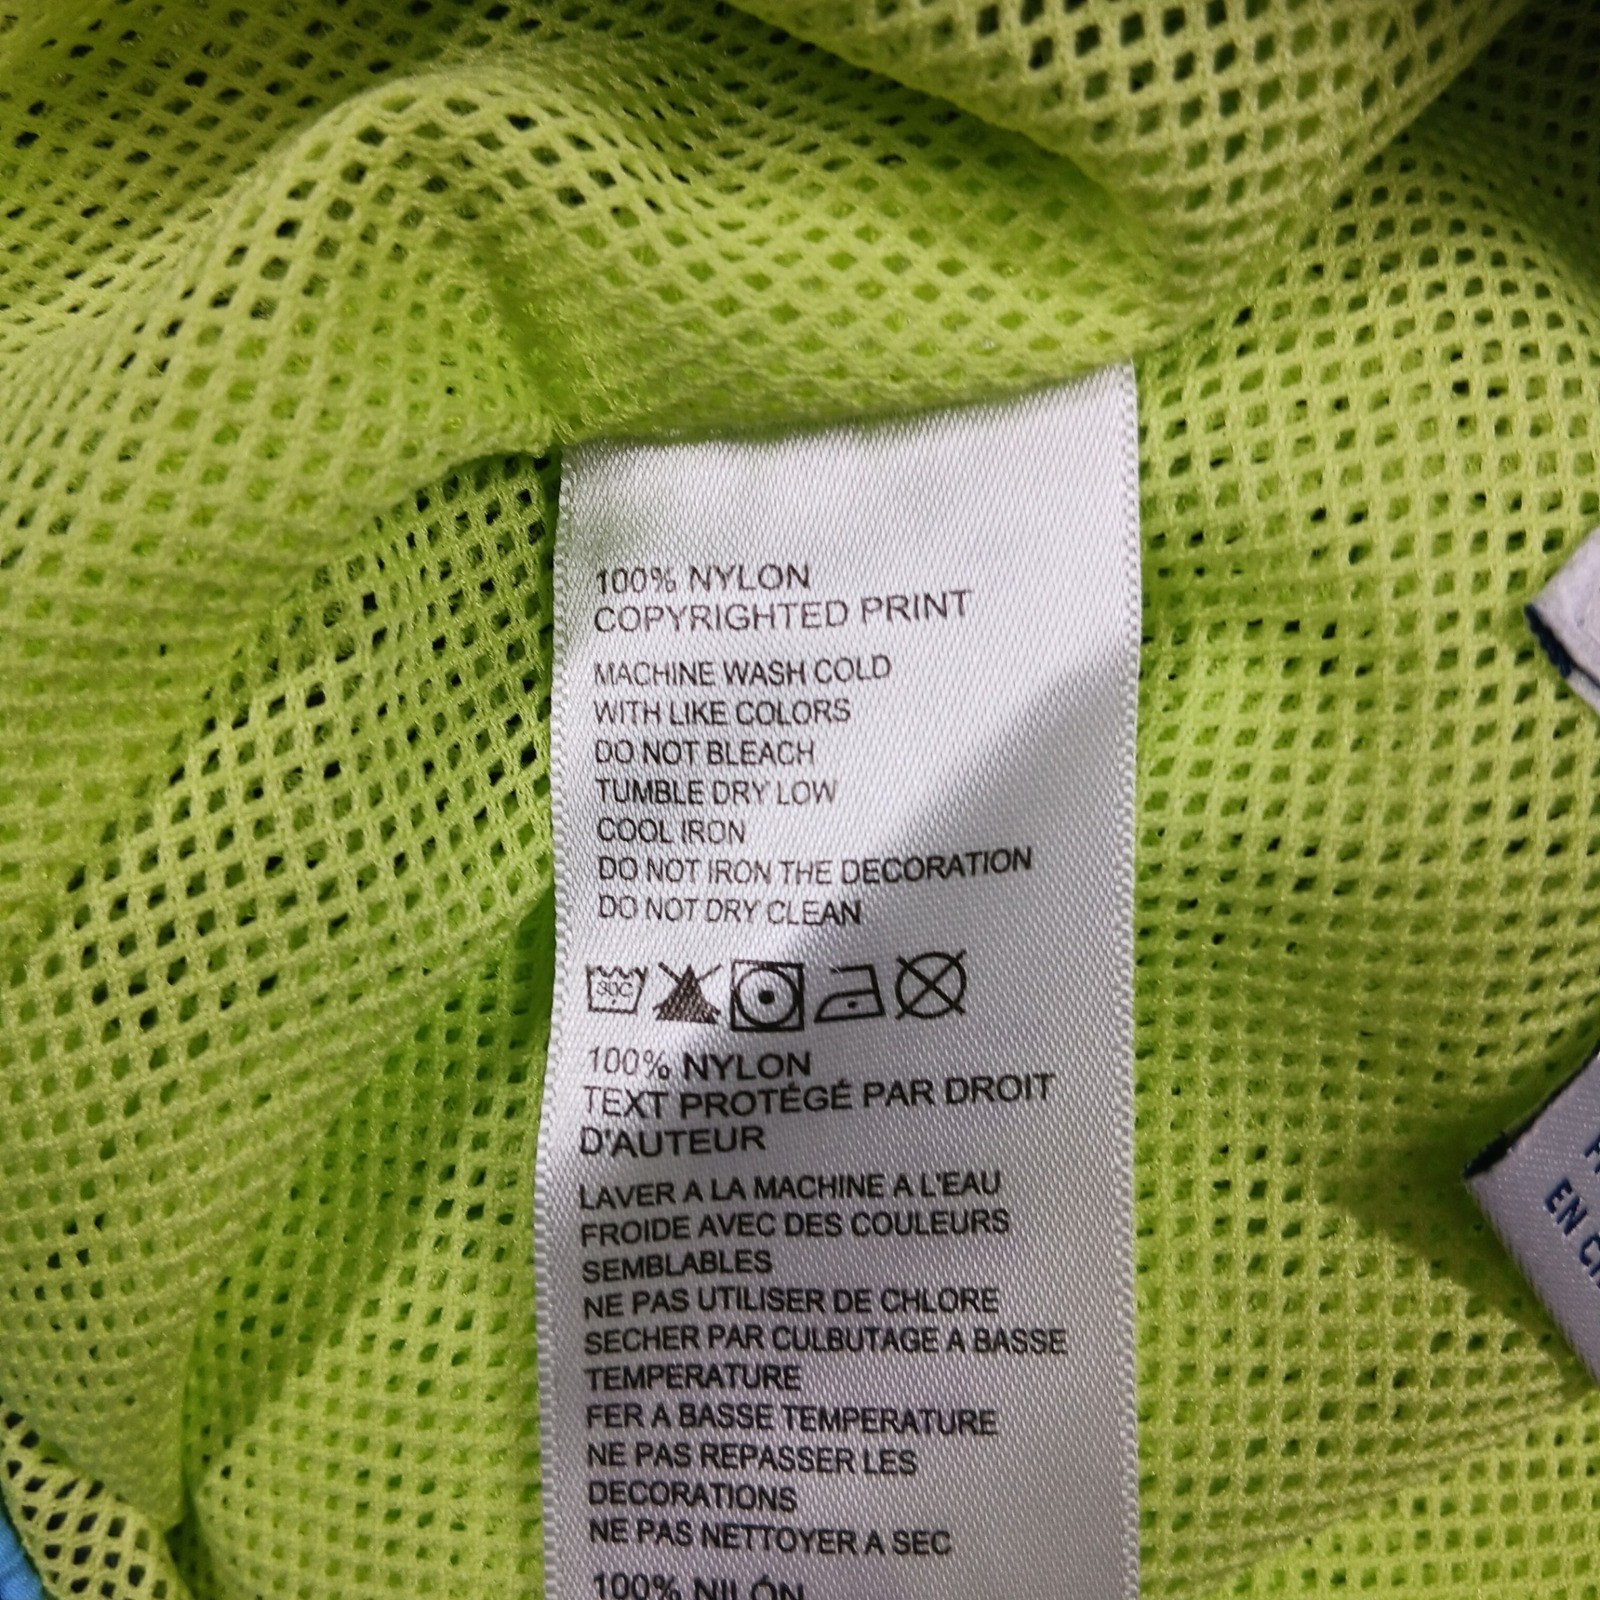 100% NYLON
COPYRIGHTED PRINT
MACHINE WASH COLD
WITH LIKE COLORS
DO NOT BLEACH
TUMBLE DRY LOW
COOL IRON
DO NOT IRON THE DECORATION
DO NOT DRY CLEAN
30C
100% NYLON
TEXT PROTÉGÉ PAR DROIT
D'AUTEUR
LAVER A LA MACHINE A L'EAU
FROIDE AVEC DES COULEURS
SEMBLABLES
NE PAS UTILISER DE CHLORE
SECHER PAR CULBUTAGE A BASSE
TEMPERATURE
FER A BASSE TEMPERATURE
NE PAS REPASSER LES
DECORATIONS
NE PAS NETTOYER A SEC
100% NILÓN
EN